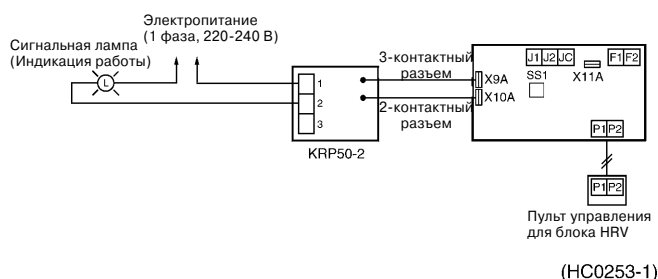 Электропитание
(1 фаза, 220-240 В)
Сигнальная лампа
(Индикация работы)
L
1
2
3
KRP50-2
3-контактный
разъем
2-контактный
разъем
X9A
X10A
J1 J2 JC
SS1
X11A
F1 F2
P1 P2
P1 P2
Пульт управления
для блока HRV
(HC0253-1)